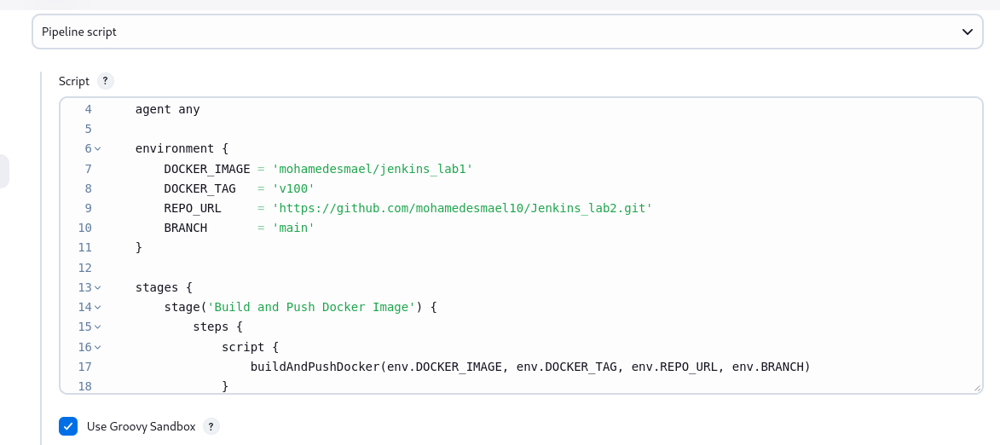 Pipeline script
Script ?
4 agent any
5
6 environment {
7 DOCKER_IMAGE = 'mohamedesmael/jenkins_lab1'
8 DOCKER_TAG = 'v100'
9 REPO_URL = 'https://github.com/mohamedesmael10/Jenkins_lab2.git'
10 BRANCH = 'main'
11 }
12
13 stages {
14 stage('Build and Push Docker Image') {
15 steps {
16 script {
17 buildAndPushDocker(env.DOCKER_IMAGE, env.DOCKER_TAG, env.REPO_URL, env.BRANCH)
18 }
Use Groovy Sandbox ?